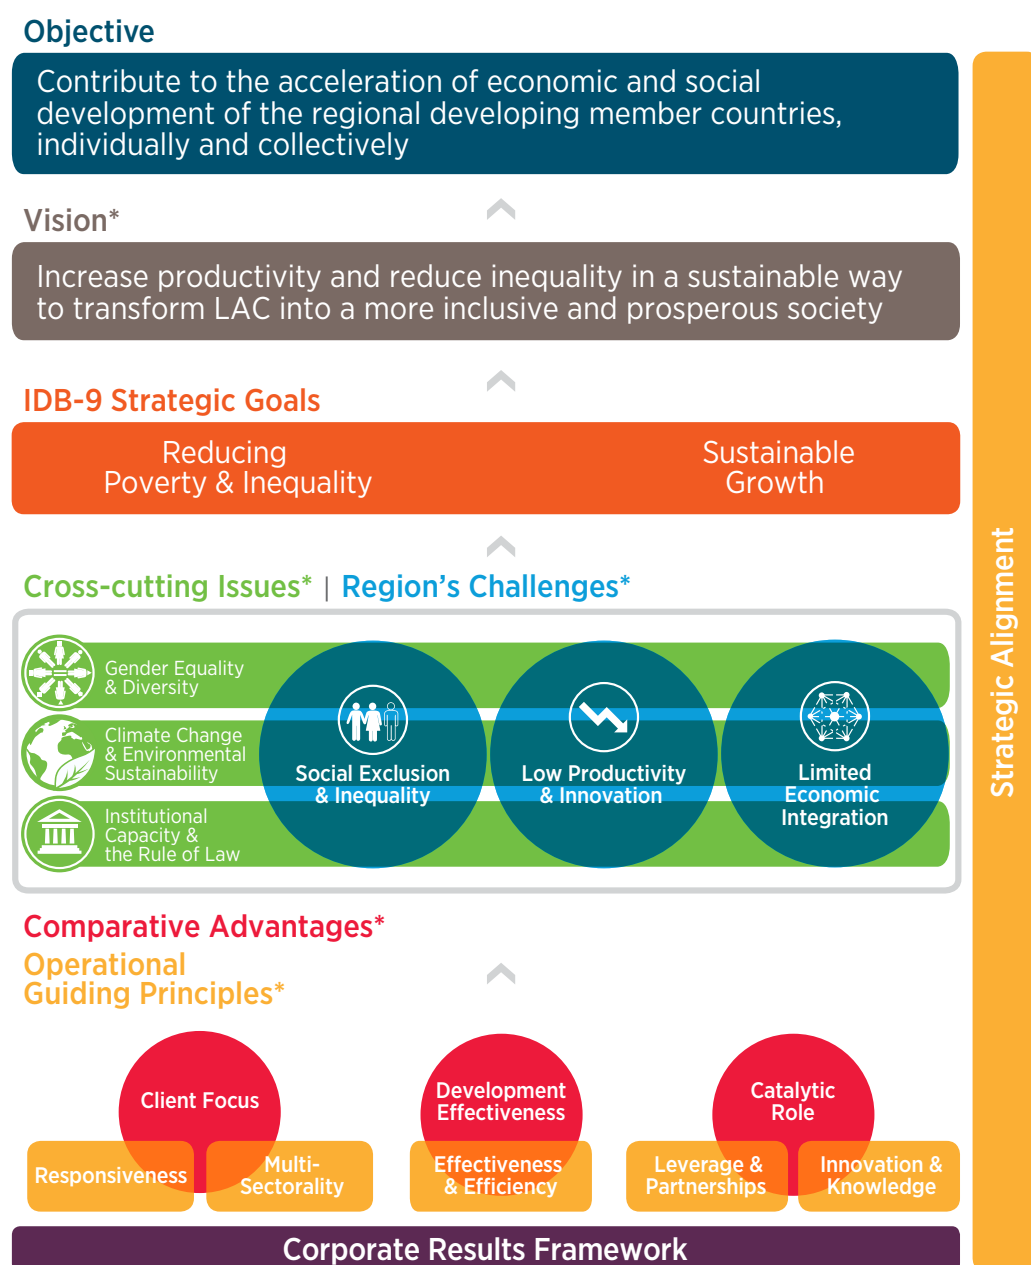 Objective
Contribute to the acceleration of economic and social
development of the regional developing member countries,
individually and collectively
Vision*
Increase productivity and reduce inequality in a sustainable way
to transform LAC into a more inclusive and prosperous society
IDB-9 Strategic Goals
Reducing
Poverty & Inequality
Sustainable
Growth
Cross-cutting Issues* | Region's Challenges*
Gender Equality
& Diversity
Climate Change
& Environmental
Sustainability
Institutional
Capacity &
the Rule of Law
Social Exclusion
& Inequality
Low Productivity
& Innovation
Limited
Economic
Integration
Comparative Advantages*
Operational
Guiding Principles*
Client Focus
Responsiveness
Multi-
Sectorality
Development
Effectiveness
Effectiveness
& Efficiency
Catalytic
Role
Leverage &
Partnerships
Innovation &
Knowledge
Corporate Results Framework
Strategic Alignment